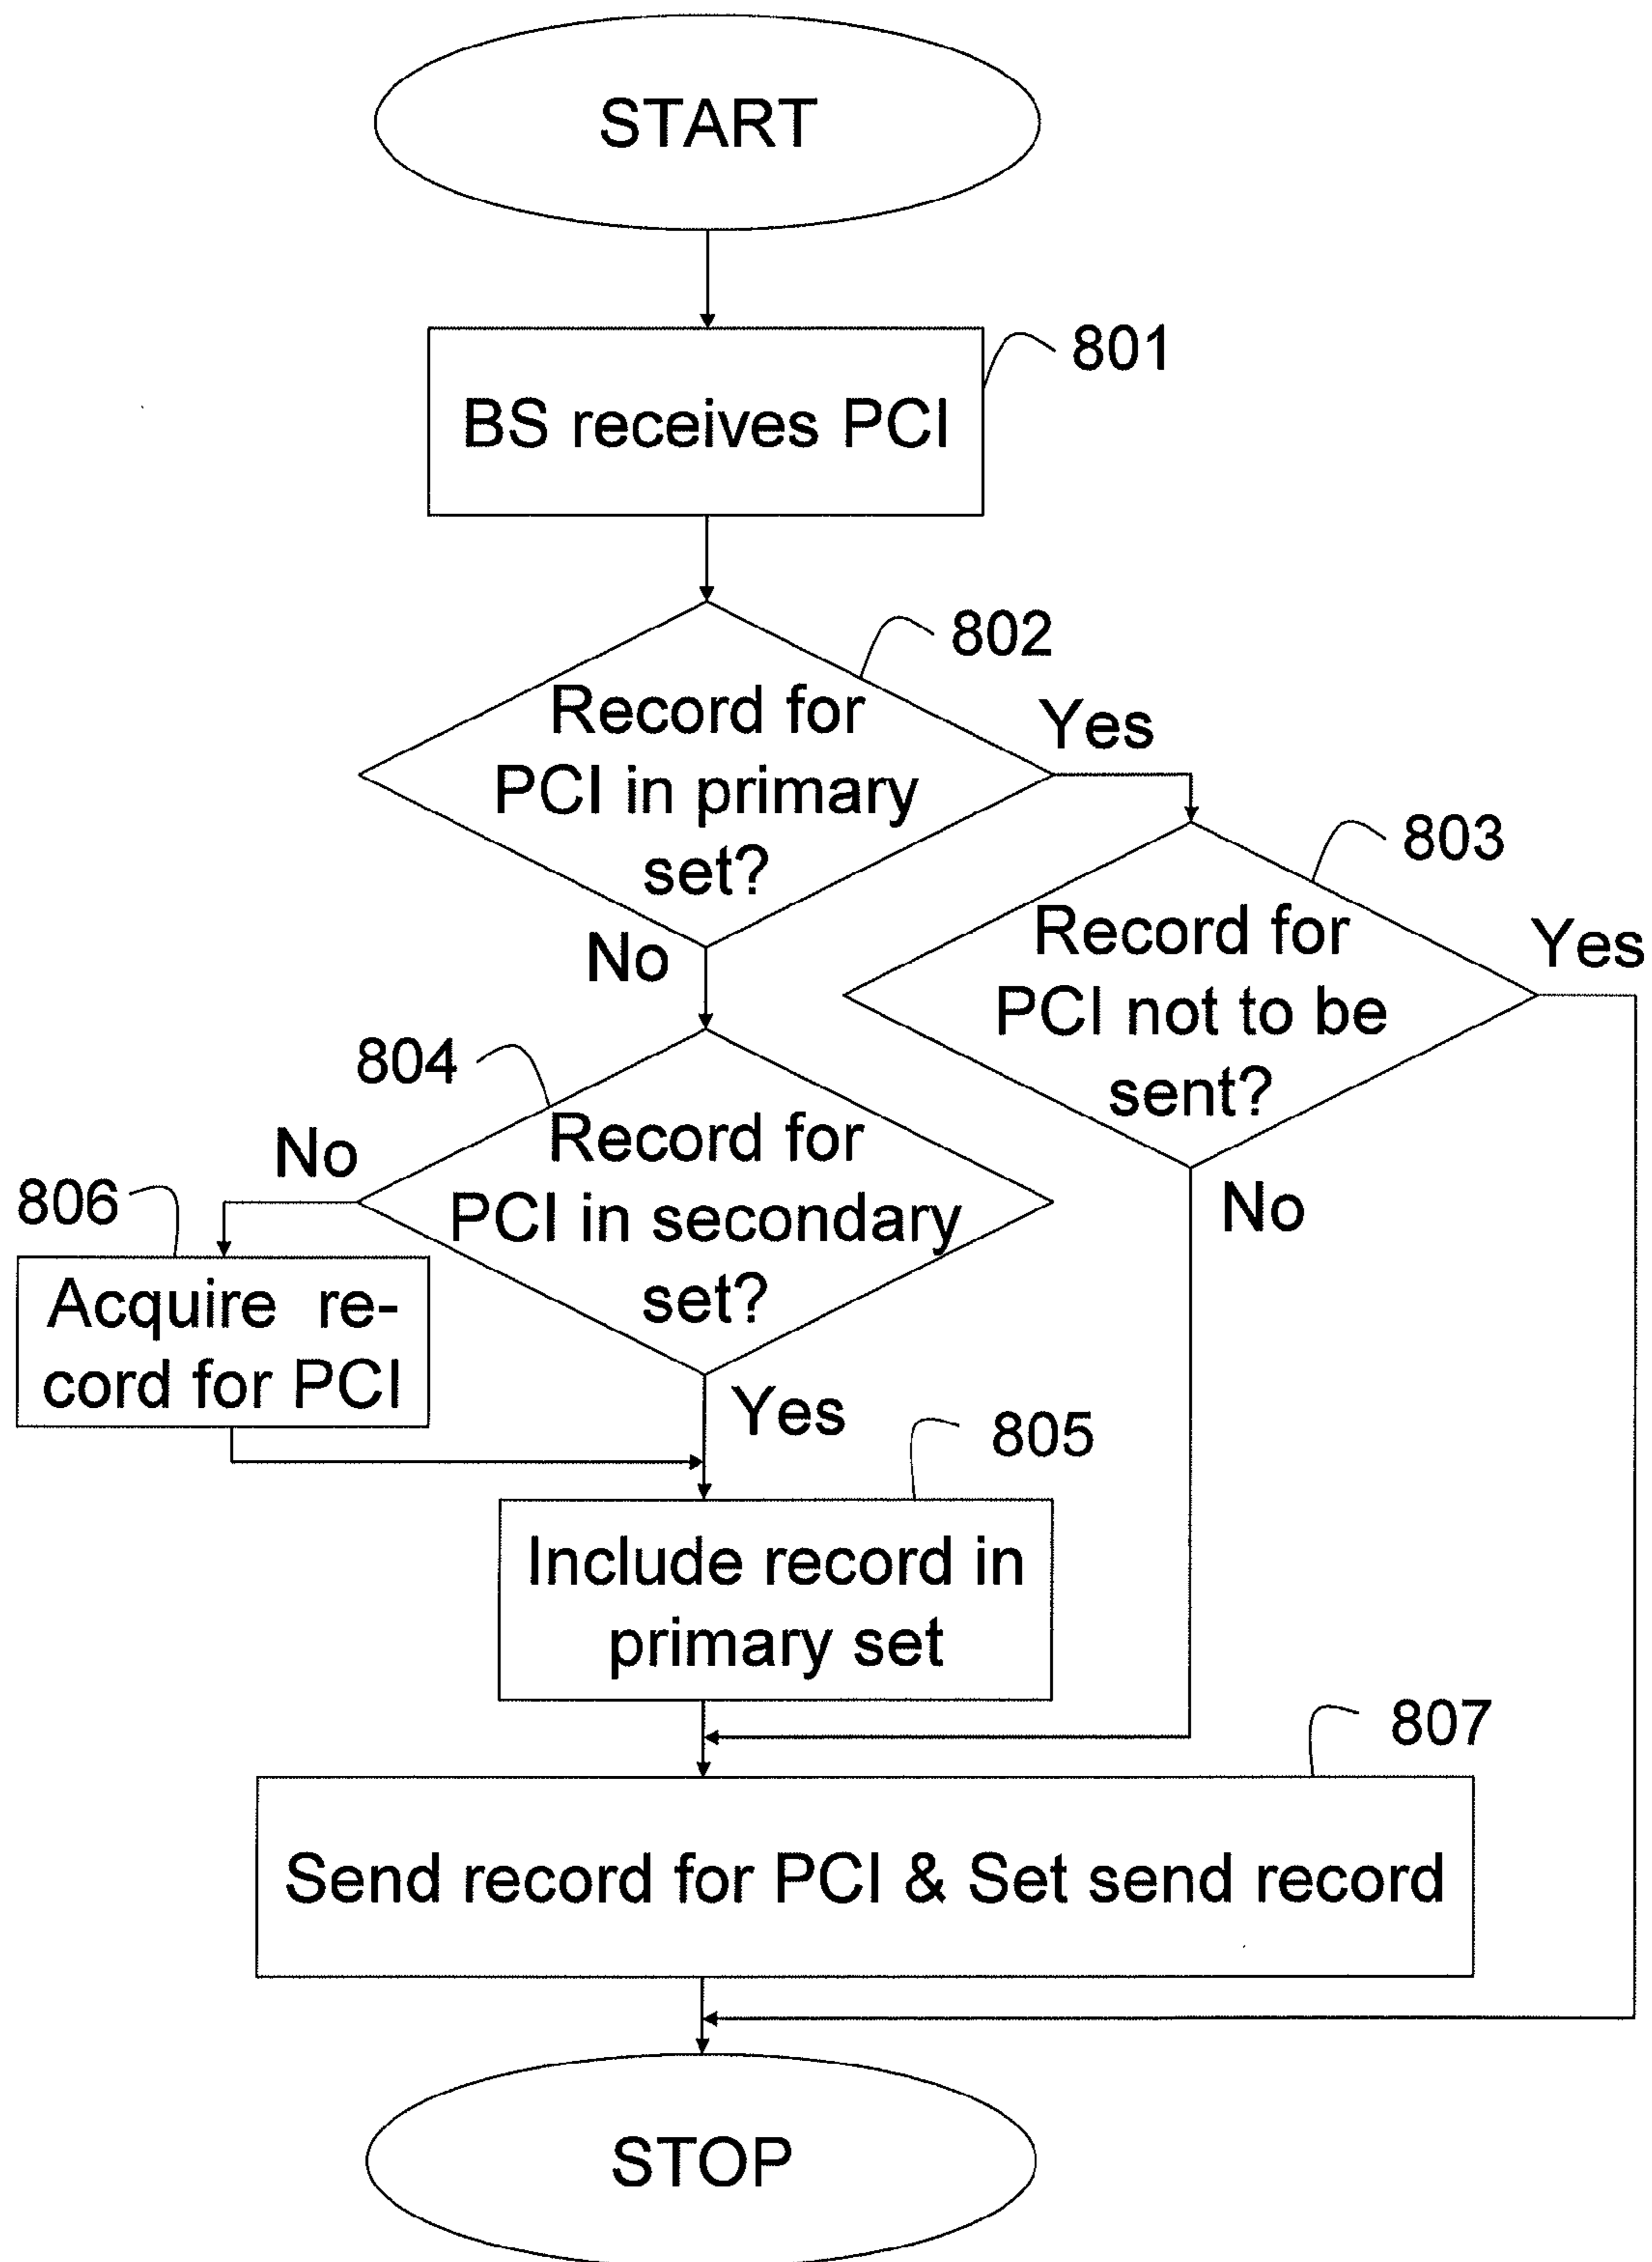 START
801
BS receives PCI
802
Record for
PCI in primary
set?
Yes
803
Record for
PCI not to be
sent?
Yes
No
No
804
Record for
PCI in secondary
set?
No
806
Acquire re-
cord for PCI
Yes
805
Include record in
primary set
807
Send record for PCI & Set send record
STOP